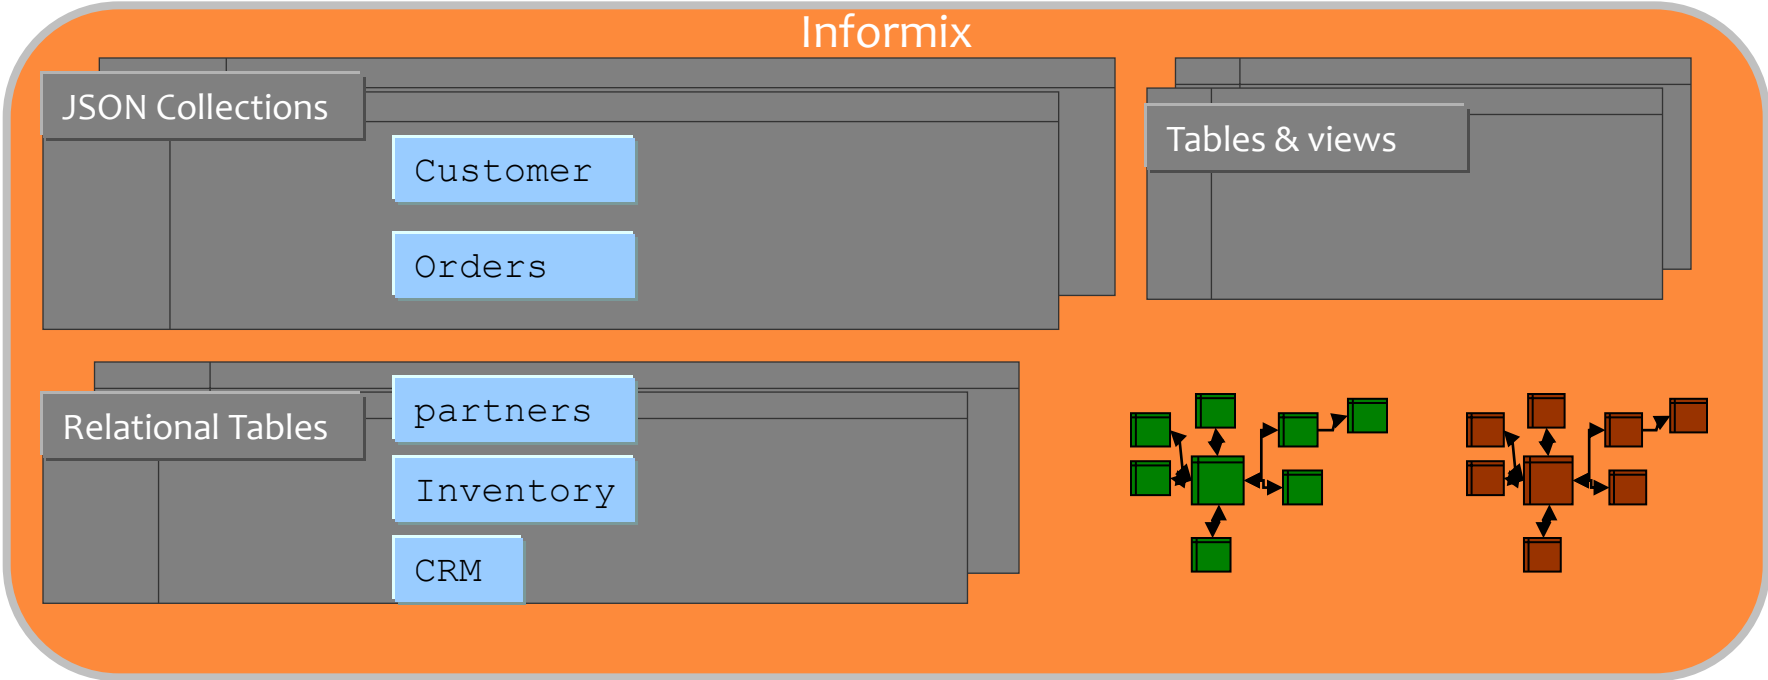 Informix
JSON Collections
Customer
Orders
Tables & views
Relational Tables
partners
Inventory
CRM